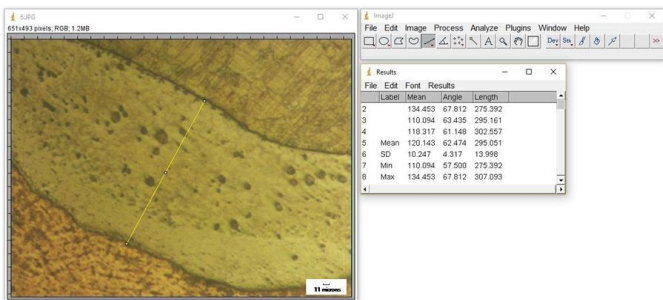 6.JPG
651x493 pixels; RGB; 1.2MB
11 microns
ImageJ
File Edit Image Process Analyze Plugins Window Help
A Dev Stk >>
Results
File Edit Font Results
Label Mean Angle Length
2 134.453 67.812 275.392
3 110.094 63.435 295.161
4 118.317 61.148 302.557
5 Mean 120.143 62.474 295.051
6 SD 10.247 4.317 13.998
7 Min 110.094 57.500 275.392
8 Max 134.453 67.812 307.093